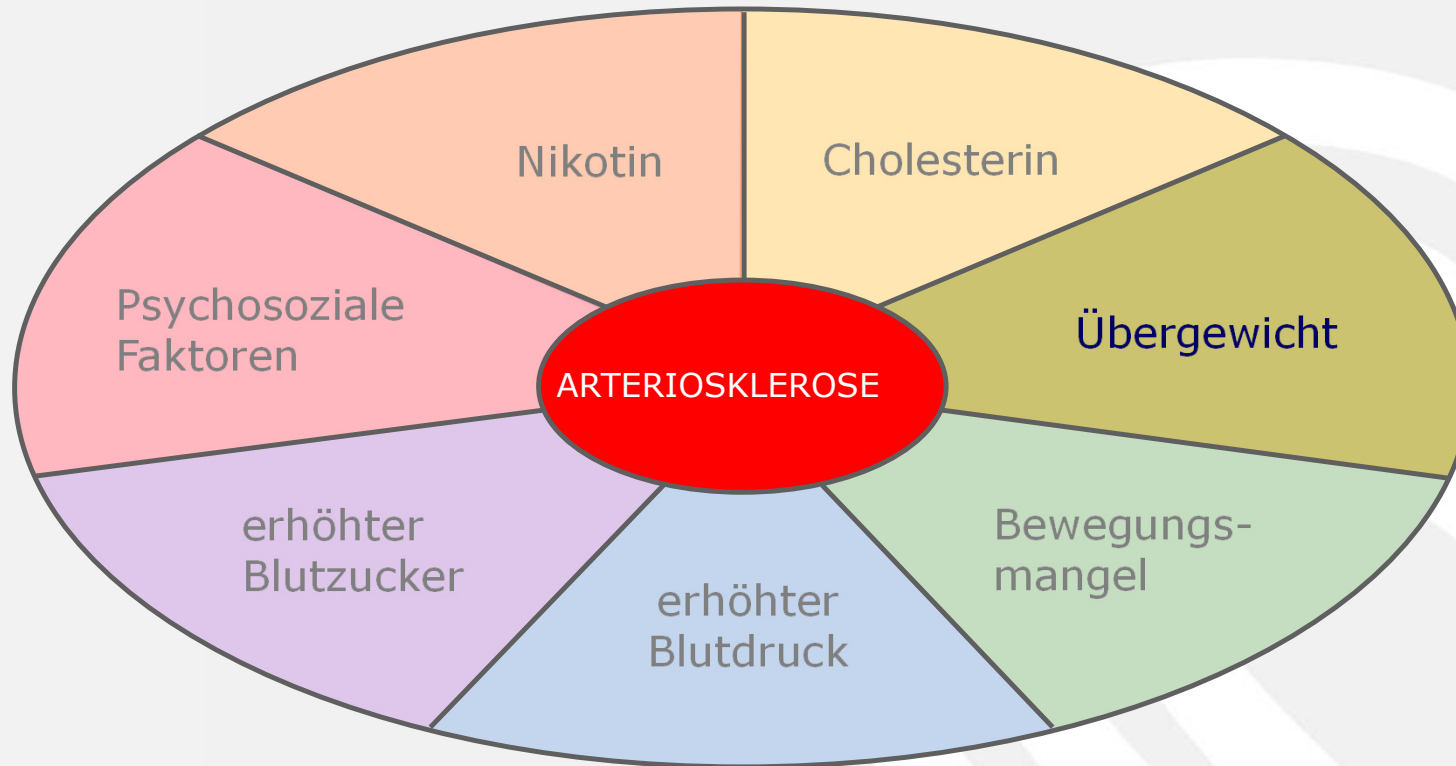 Nikotin
Cholesterin
Psychosoziale
Faktoren
Übergewicht
ARTERIOSKLEROSE
erhöhter
Blutzucker
Bewegungs-
mangel
erhöhter
Blutdruck